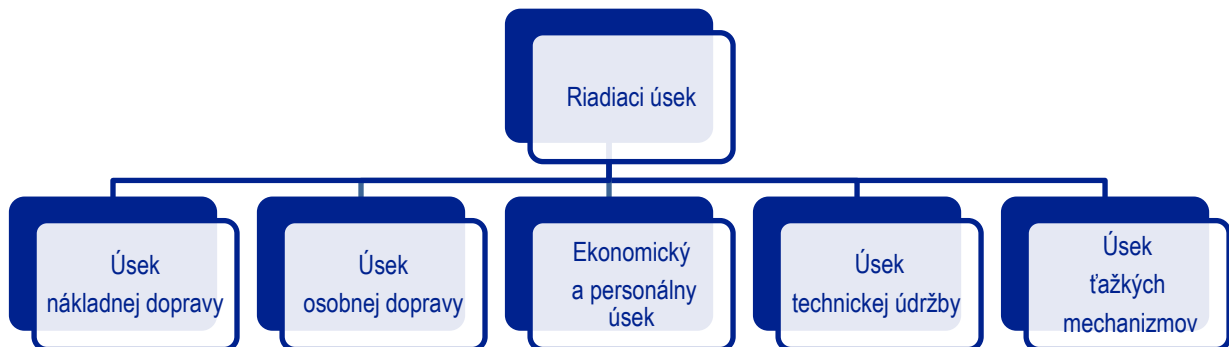 Riadiaci úsek
Úsek
nákladnej dopravy
Úsek
osobnej dopravy
Ekonomický
a personálny
úsek
Úsek
technickej údržby
Úsek
ťažkých
mechanizmov